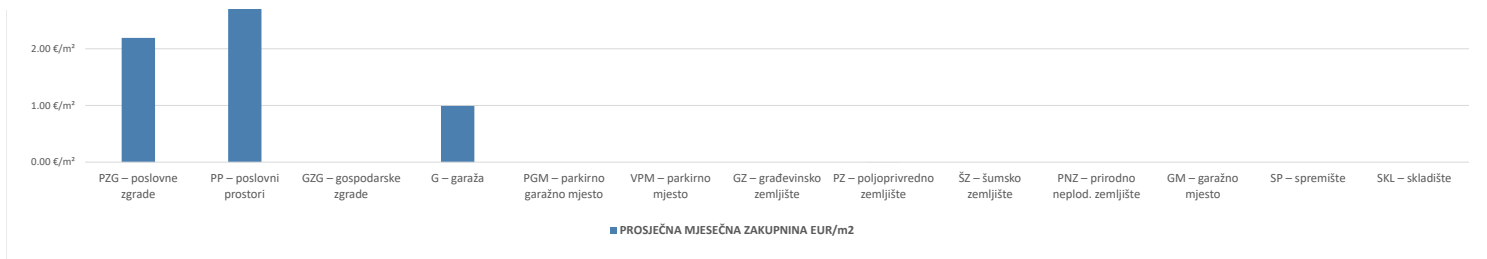 2.00 €/m²
1.00 €/m²
0.00 €/m²
PZG – poslovne zgrade
PP – poslovni prostori
GZG – gospodarske zgrade
G – garaža
PGM – parkirno garažno mjesto
VPM – parkirno mjesto
GZ – građevinsko zemljište
PZ – poljoprivredno zemljište
ŠZ – šumsko zemljište
PNZ – prirodno neplod. zemljište
GM – garažno mjesto
SP – spremište
SKL – skladište
PROSJEČNA MJESEČNA ZAKUPNINA EUR/m2